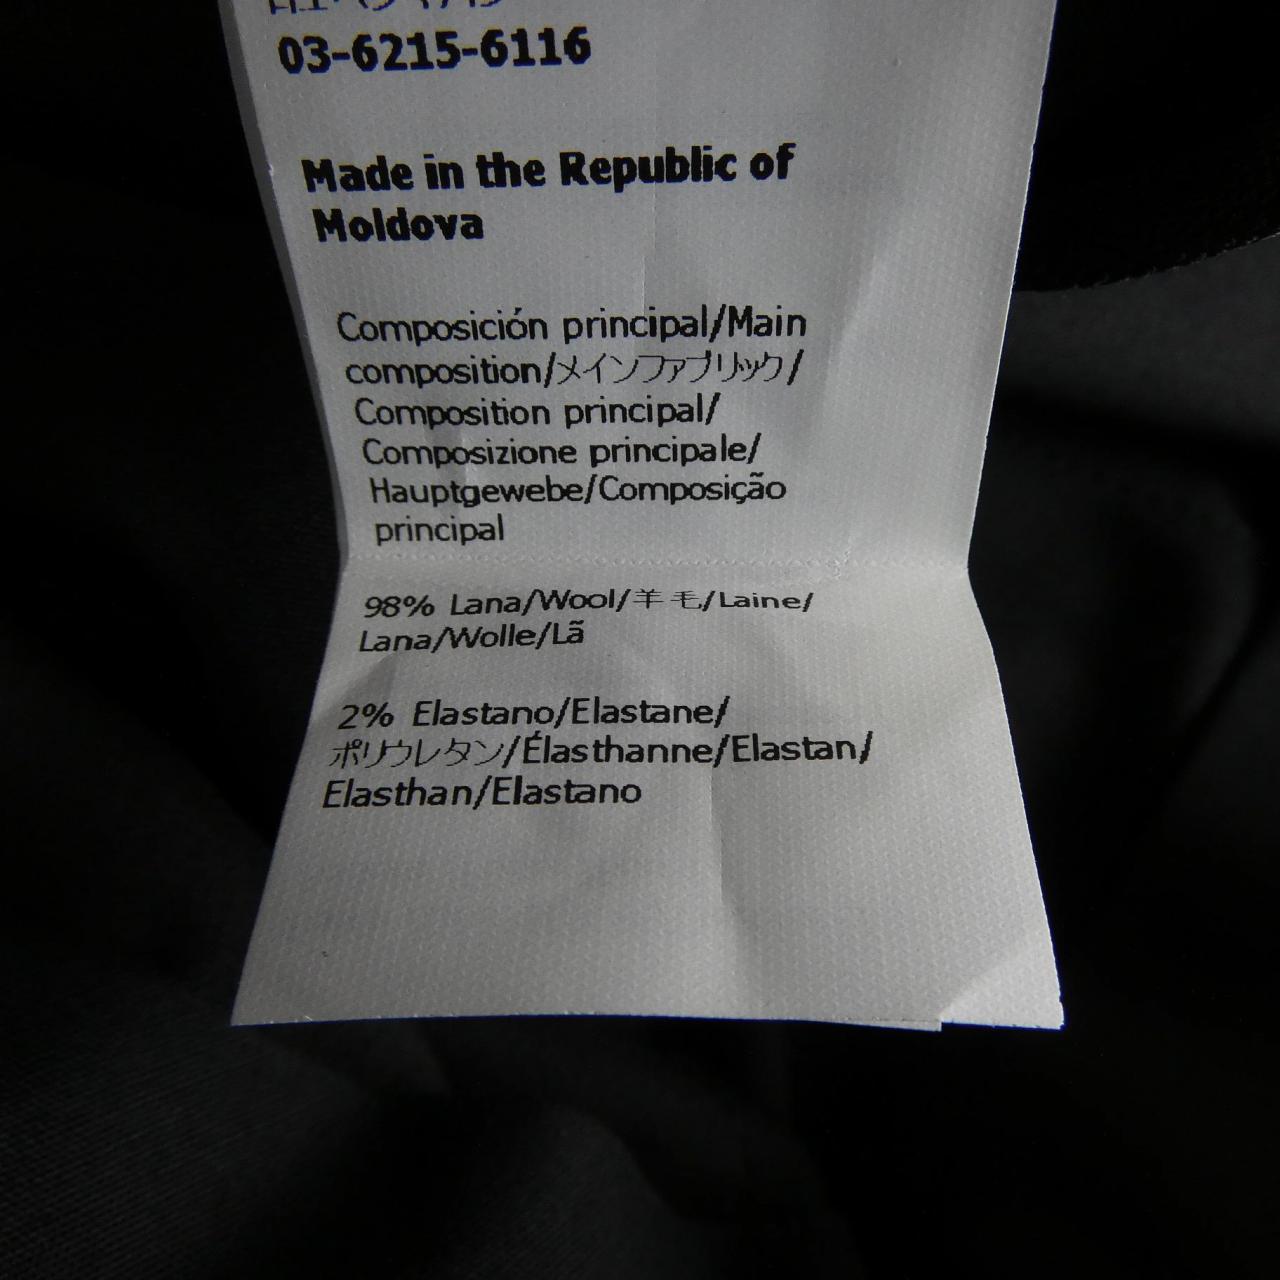 03-6215-6116
Made in the Republic of
Moldova
Composición principal/Main
composition/メインファブリック/
Composition principal/
Composizione principale/
Hauptgewebe/Composição
principal
98% Lana/Wool/羊毛/Laine/
Lana/Wolle/Lã
2% Elastano/Elastane/
ポリウレタン/Élasthanne/Elastan/
Elasthan/Elastano